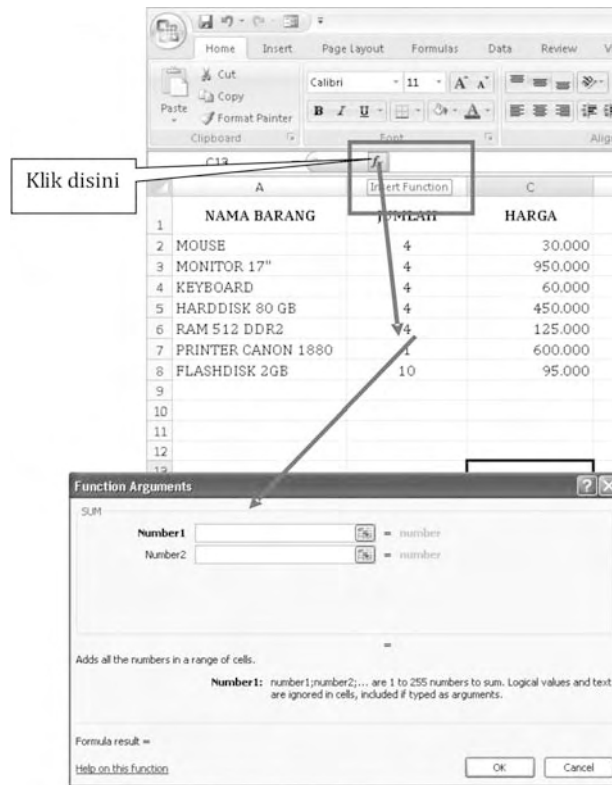 Home Insert Page Layout Formulas Data Review
Cut
Copy
Format Painter
Paste
Calibri 11 A A
B I U A
Clipboard Font
C13 fx
Klik disini
Insert Function
A C
1 NAMA BARANG JUMLAH HARGA
2 MOUSE 4 30.000
3 MONITOR 17" 4 950.000
4 KEYBOARD 4 60.000
5 HARDDISK 80 GB 4 450.000
6 RAM 512 DDR2 4 125.000
7 PRINTER CANON 1880 1 600.000
8 FLASHDISK 2GB 10 95.000
9
10
11
12
13
Function Arguments
SUM
Number1 = number
Number2 = number
=
Adds all the numbers in a range of cells.
Number1: number1;number2;... are 1 to 255 numbers to sum. Logical values and text
are ignored in cells, included if typed as arguments.
Formula result =
Help on this function OK Cancel